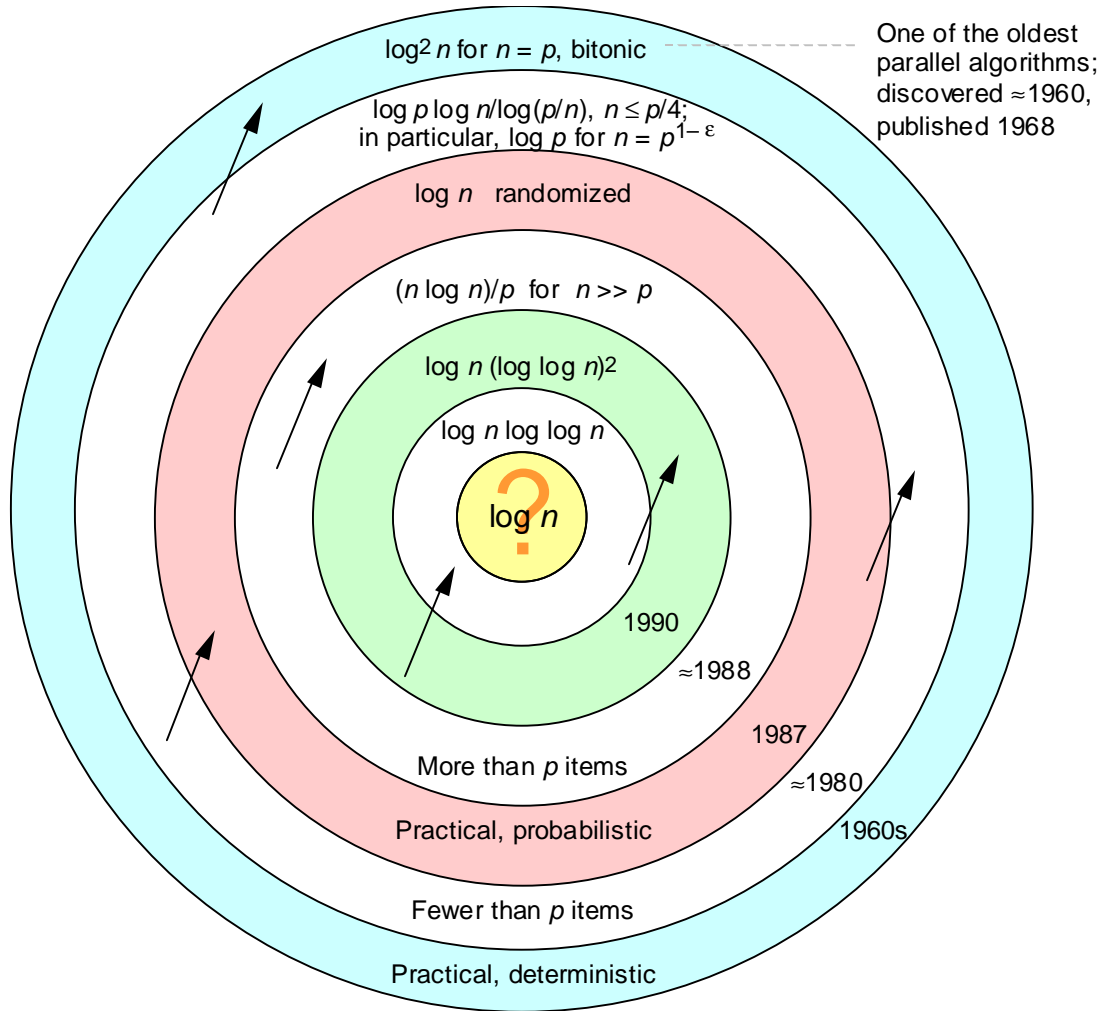 log² n for n = p, bitonic
One of the oldest
parallel algorithms;
discovered ≈1960,
published 1968
log p log n/log(p/n), n ≤ p/4;
in particular, log p for n = p^{1– ε}
log n randomized
(n log n)/p for n >> p
log n (log log n)²
log n log log n
?
log n
1990
≈1988
1987
≈1980
1960s
More than p items
Practical, probabilistic
Fewer than p items
Practical, deterministic